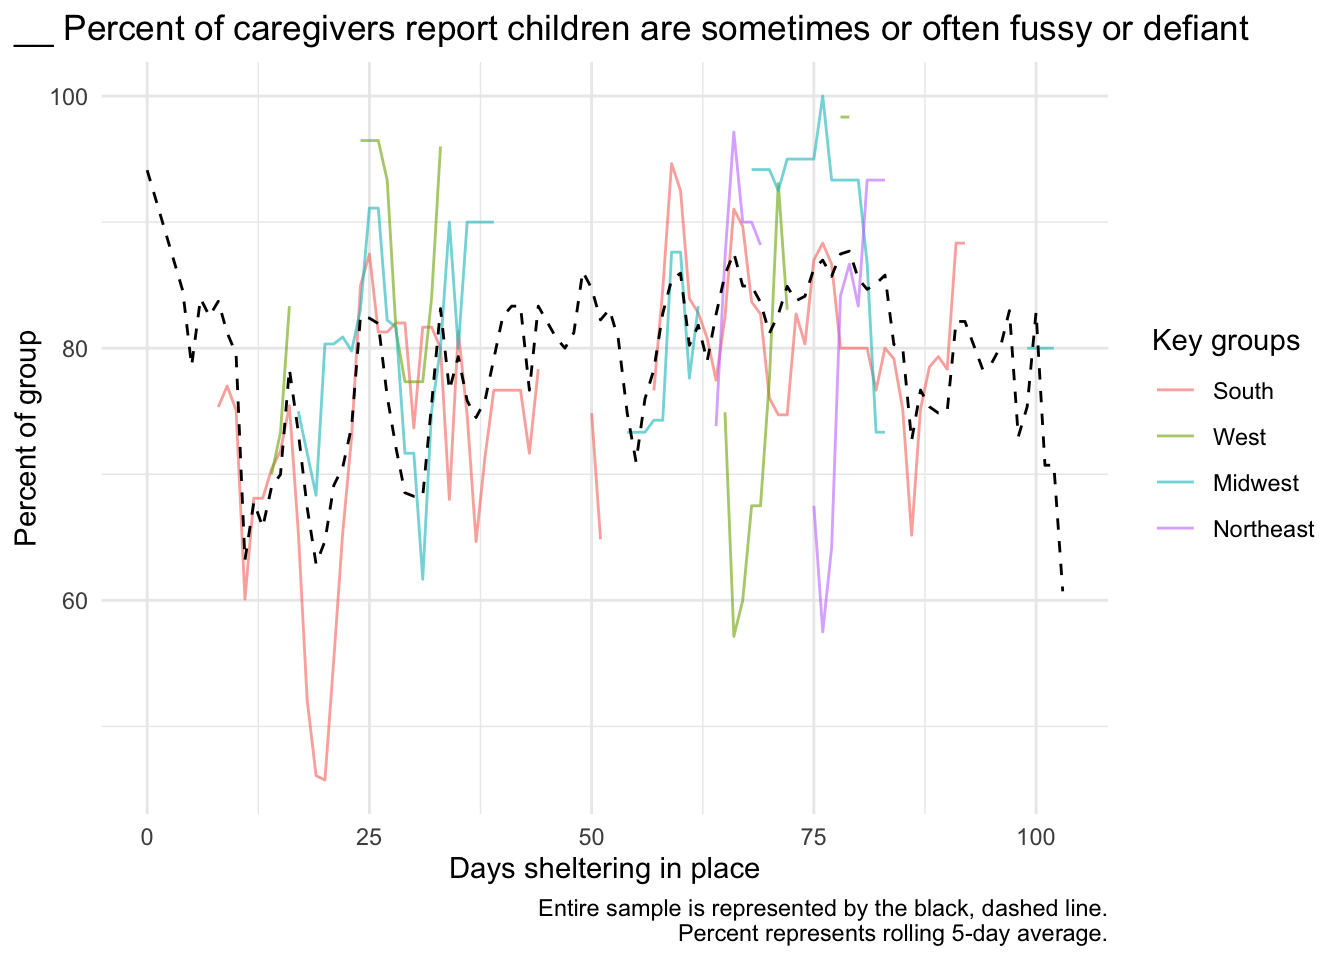 __ Percent of caregivers report children are sometimes or often fussy or defiant
100
80
60
Percent of group
0 25 50 75 100
Days sheltering in place
Key groups
South
West
Midwest
Northeast
Entire sample is represented by the black, dashed line.
Percent represents rolling 5-day average.